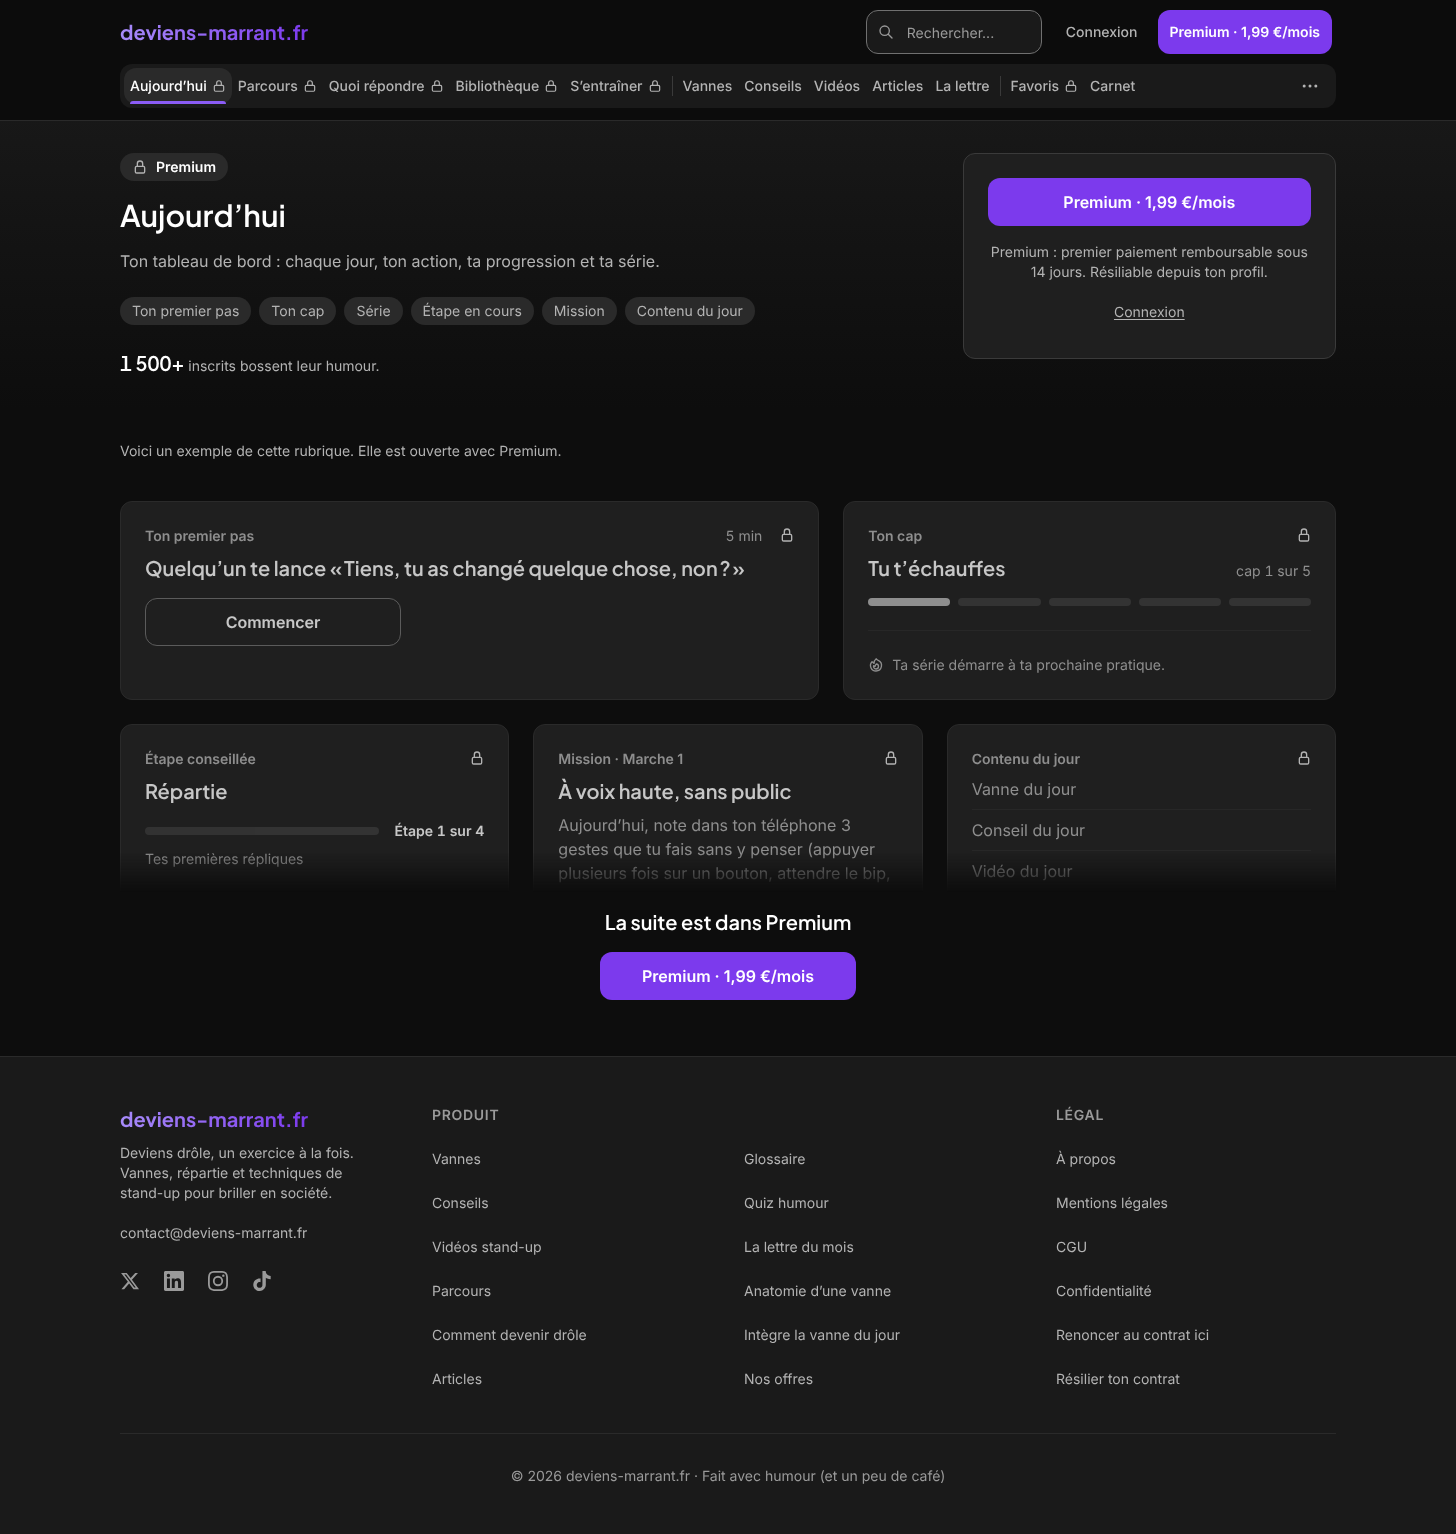 deviens-marrant.fr
Rechercher...
Connexion
Premium · 1,99 €/mois
Aujourd’hui
Parcours
Quoi répondre
Bibliothèque
S’entraîner
Vannes
Conseils
Vidéos
Articles
La lettre
Favoris
Carnet
Premium
Aujourd’hui
Ton tableau de bord : chaque jour, ton action, ta progression et ta série.
Ton premier pas
Ton cap
Série
Étape en cours
Mission
Contenu du jour
1 500+ inscrits bossent leur humour.
Premium · 1,99 €/mois
Premium : premier paiement remboursable sous
14 jours. Résiliable depuis ton profil.
Connexion
Voici un exemple de cette rubrique. Elle est ouverte avec Premium.
Ton premier pas
5 min
Quelqu’un te lance « Tiens, tu as changé quelque chose, non ? »
Commencer
Ton cap
Tu t’échauffes
cap 1 sur 5
Ta série démarre à ta prochaine pratique.
Étape conseillée
Répartie
Étape 1 sur 4
Tes premières répliques
Mission · Marche 1
À voix haute, sans public
Aujourd’hui, note dans ton téléphone 3
gestes que tu fais sans y penser (appuyer
plusieurs fois sur un bouton, attendre le bip,
Contenu du jour
Vanne du jour
Conseil du jour
Vidéo du jour
La suite est dans Premium
Premium · 1,99 €/mois
deviens-marrant.fr
Deviens drôle, un exercice à la fois.
Vannes, répartie et techniques de
stand-up pour briller en société.
contact@deviens-marrant.fr
PRODUIT
Vannes
Conseils
Vidéos stand-up
Parcours
Comment devenir drôle
Articles
Glossaire
Quiz humour
La lettre du mois
Anatomie d’une vanne
Intègre la vanne du jour
Nos offres
LÉGAL
À propos
Mentions légales
CGU
Confidentialité
Renoncer au contrat ici
Résilier ton contrat
© 2026 deviens-marrant.fr · Fait avec humour (et un peu de café)